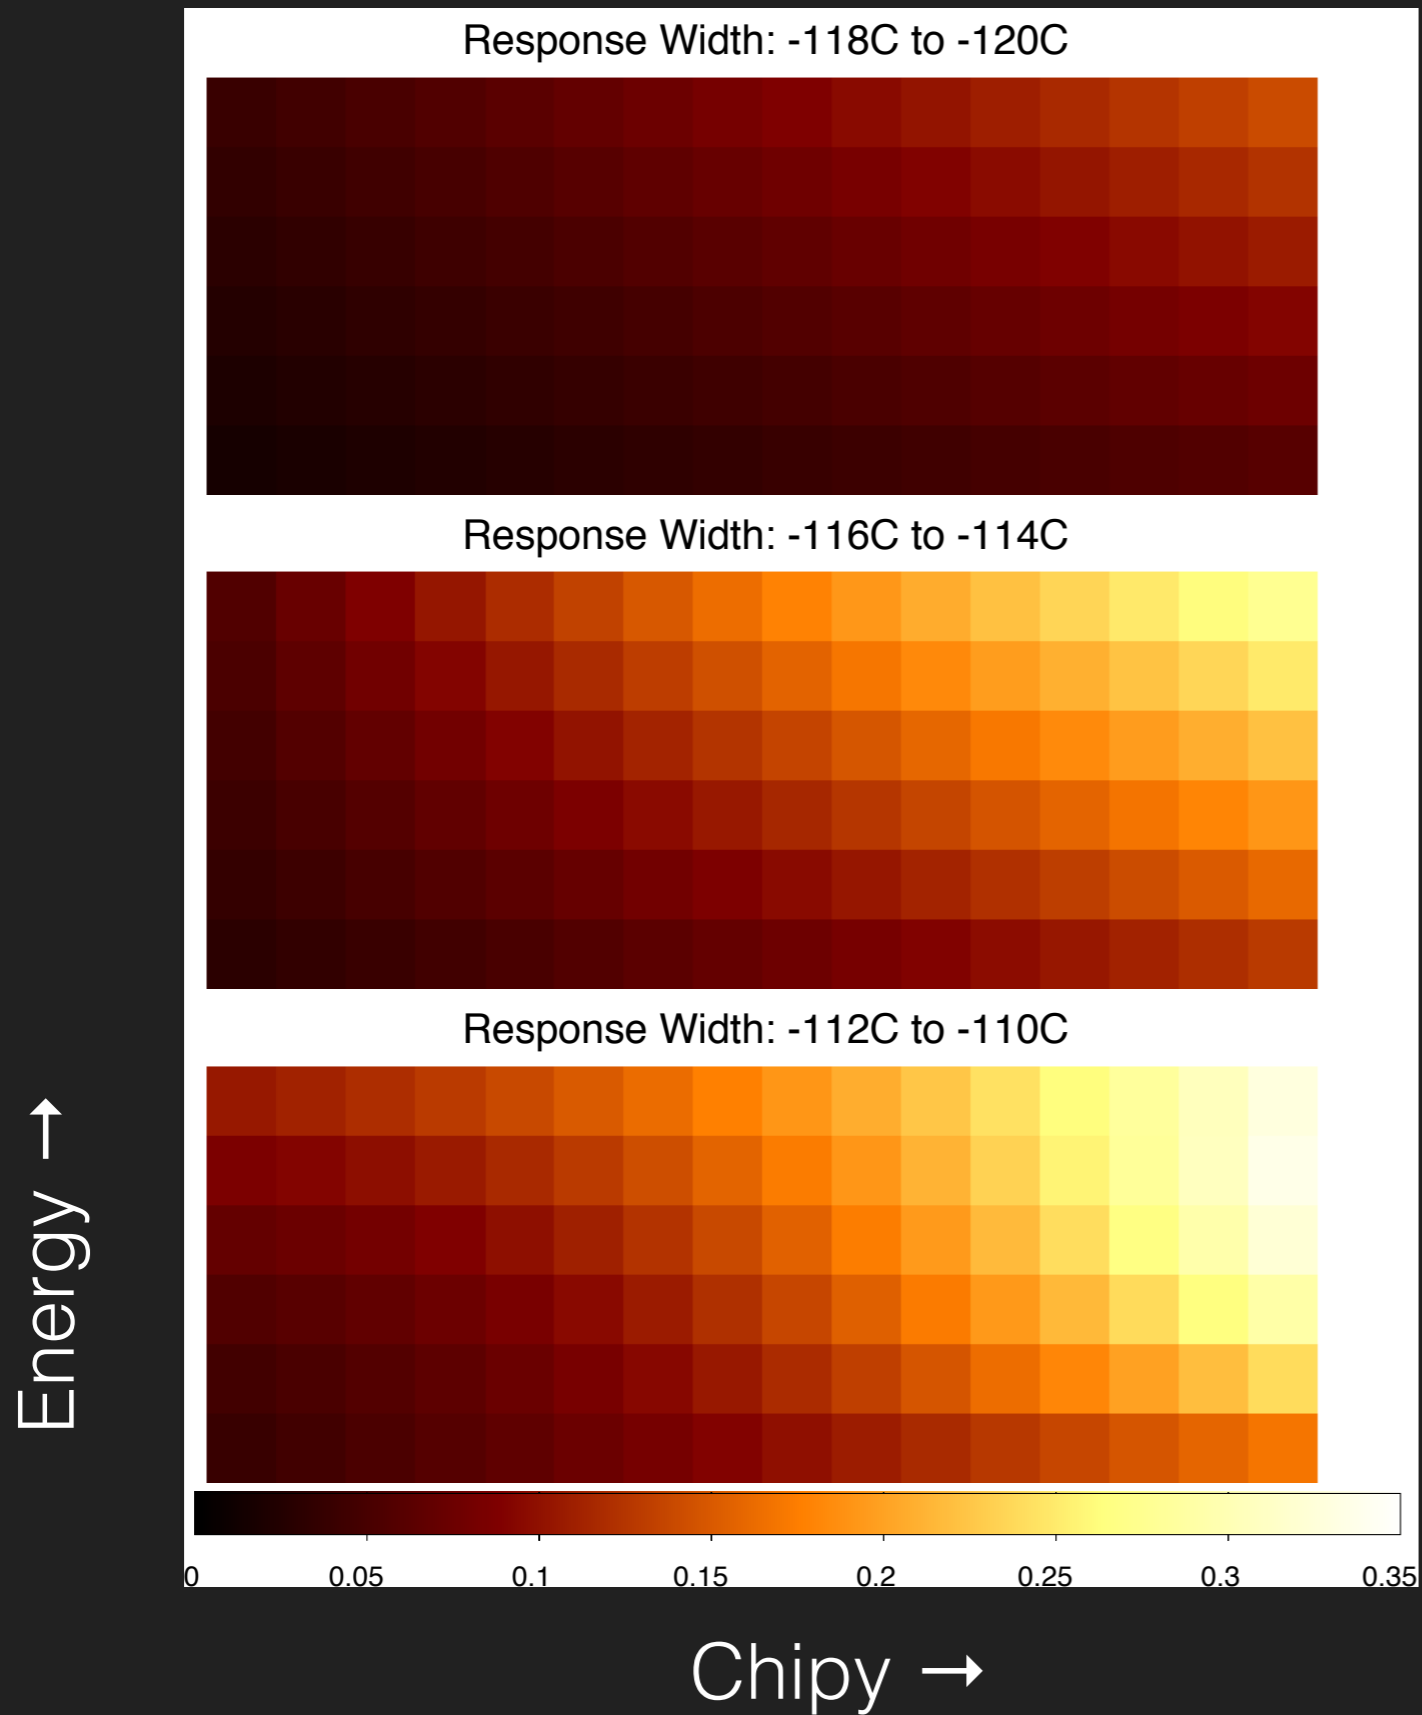 Response Width: -118C to -120C
Response Width: -116C to -114C
Response Width: -112C to -110C
Energy →
0 0.05 0.1 0.15 0.2 0.25 0.3 0.35
Chipy →